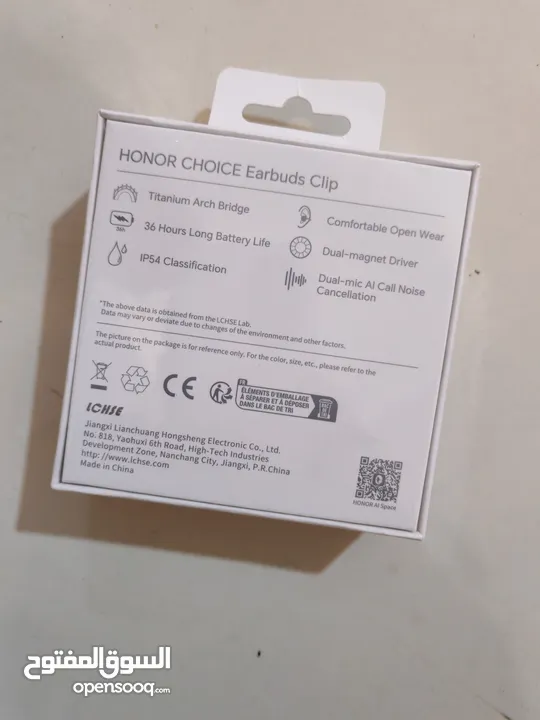 HONOR CHOICE Earbuds Clip
Titanium Arch Bridge
36h
36 Hours Long Battery Life
IP54 Classification
Comfortable Open Wear
Dual-magnet Driver
Dual-mic AI Call Noise
Cancellation
*The above data is obtained from the LCHSE Lab.
Data may vary or deviate due to changes of the environment and other factors.
The picture on the package is for reference only. For the color, size, etc., please refer to the
actual product.
CE
FR
ÉLÉMENTS D'EMBALLAGE
À SÉPARER ET À DÉPOSER
DANS LE BAC DE TRI
LCHSE
Jiangxi Lianchuang Hongsheng Electronic Co., Ltd.
No. 818, Yaohuxi 6th Road, High-Tech Industries
Development Zone, Nanchang City, Jiangxi, P.R.China
http://www.lchse.com
Made in China
HONOR AI Space
السوق المفتوح
opensooq.com